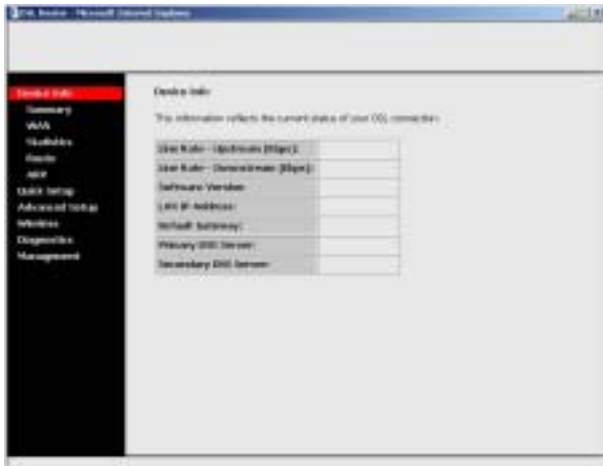 DSL Router - Microsoft Internet Explorer
Device Info
Summary
WAN
Statistics
Route
ARP
Quick Setup
Advanced Setup
Wireless
Diagnostics
Management
Device Info
This information reflects the current status of your DSL connection.
Line Rate - Upstream (Kbps):
Line Rate - Downstream (Kbps):
Software Version:
LAN IP Address:
Default Gateway:
Primary DNS Server:
Secondary DNS Server: